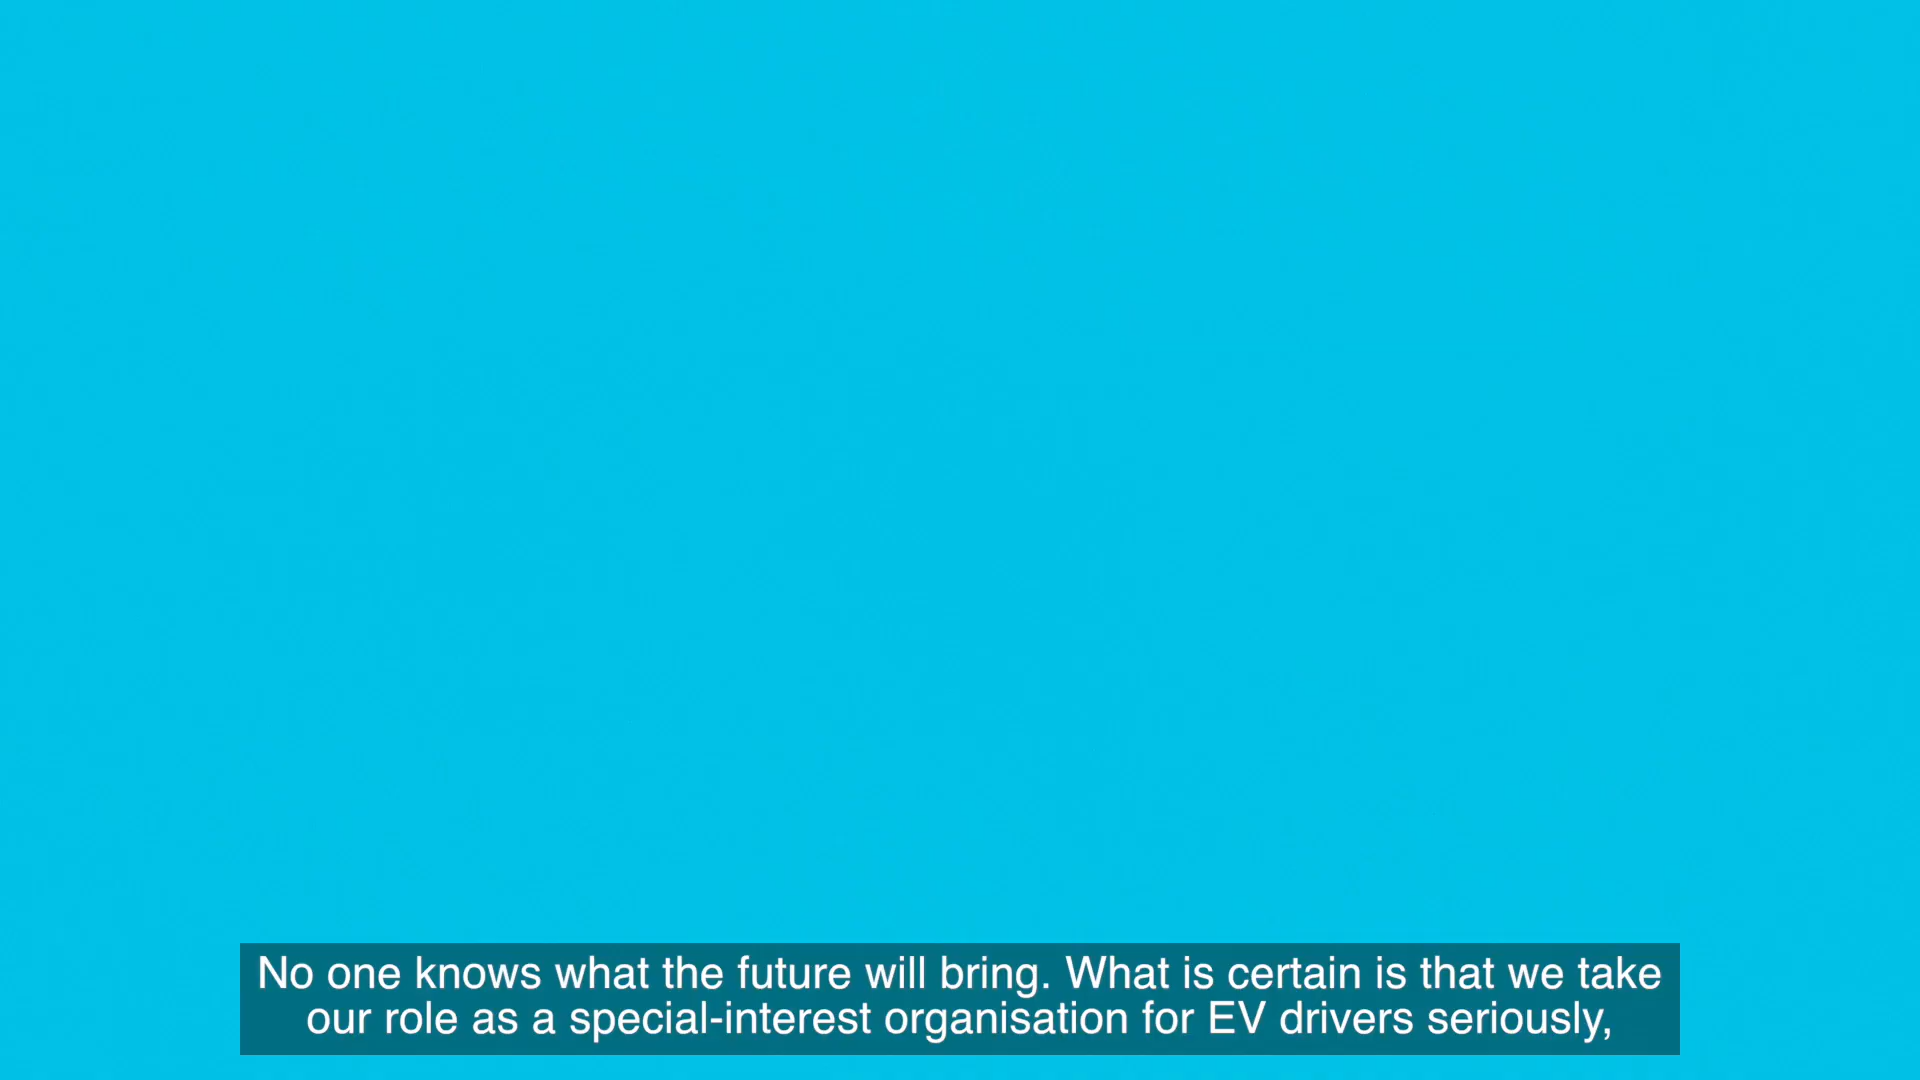 No one knows what the future will bring. What is certain is that we take
our role as a special-interest organisation for EV drivers seriously,